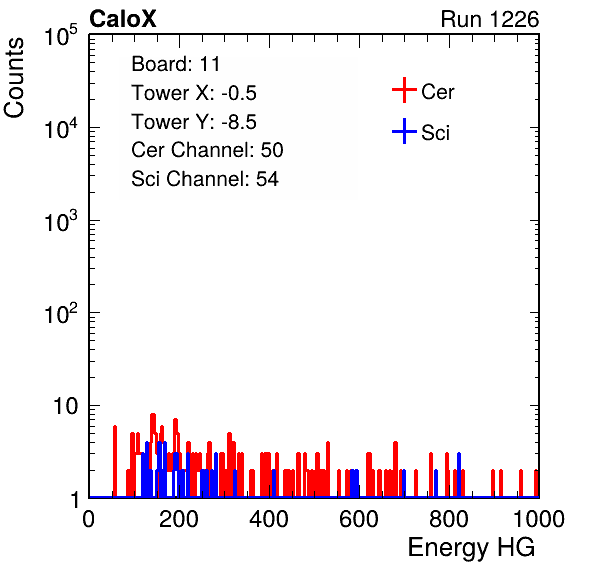 CaloX Run 1226
Counts
10^5
10^4
10^3
10^2
10
1
Board: 11
Tower X: -0.5
Tower Y: -8.5
Cer Channel: 50
Sci Channel: 54
Cer
Sci
0 200 400 600 800 1000
Energy HG